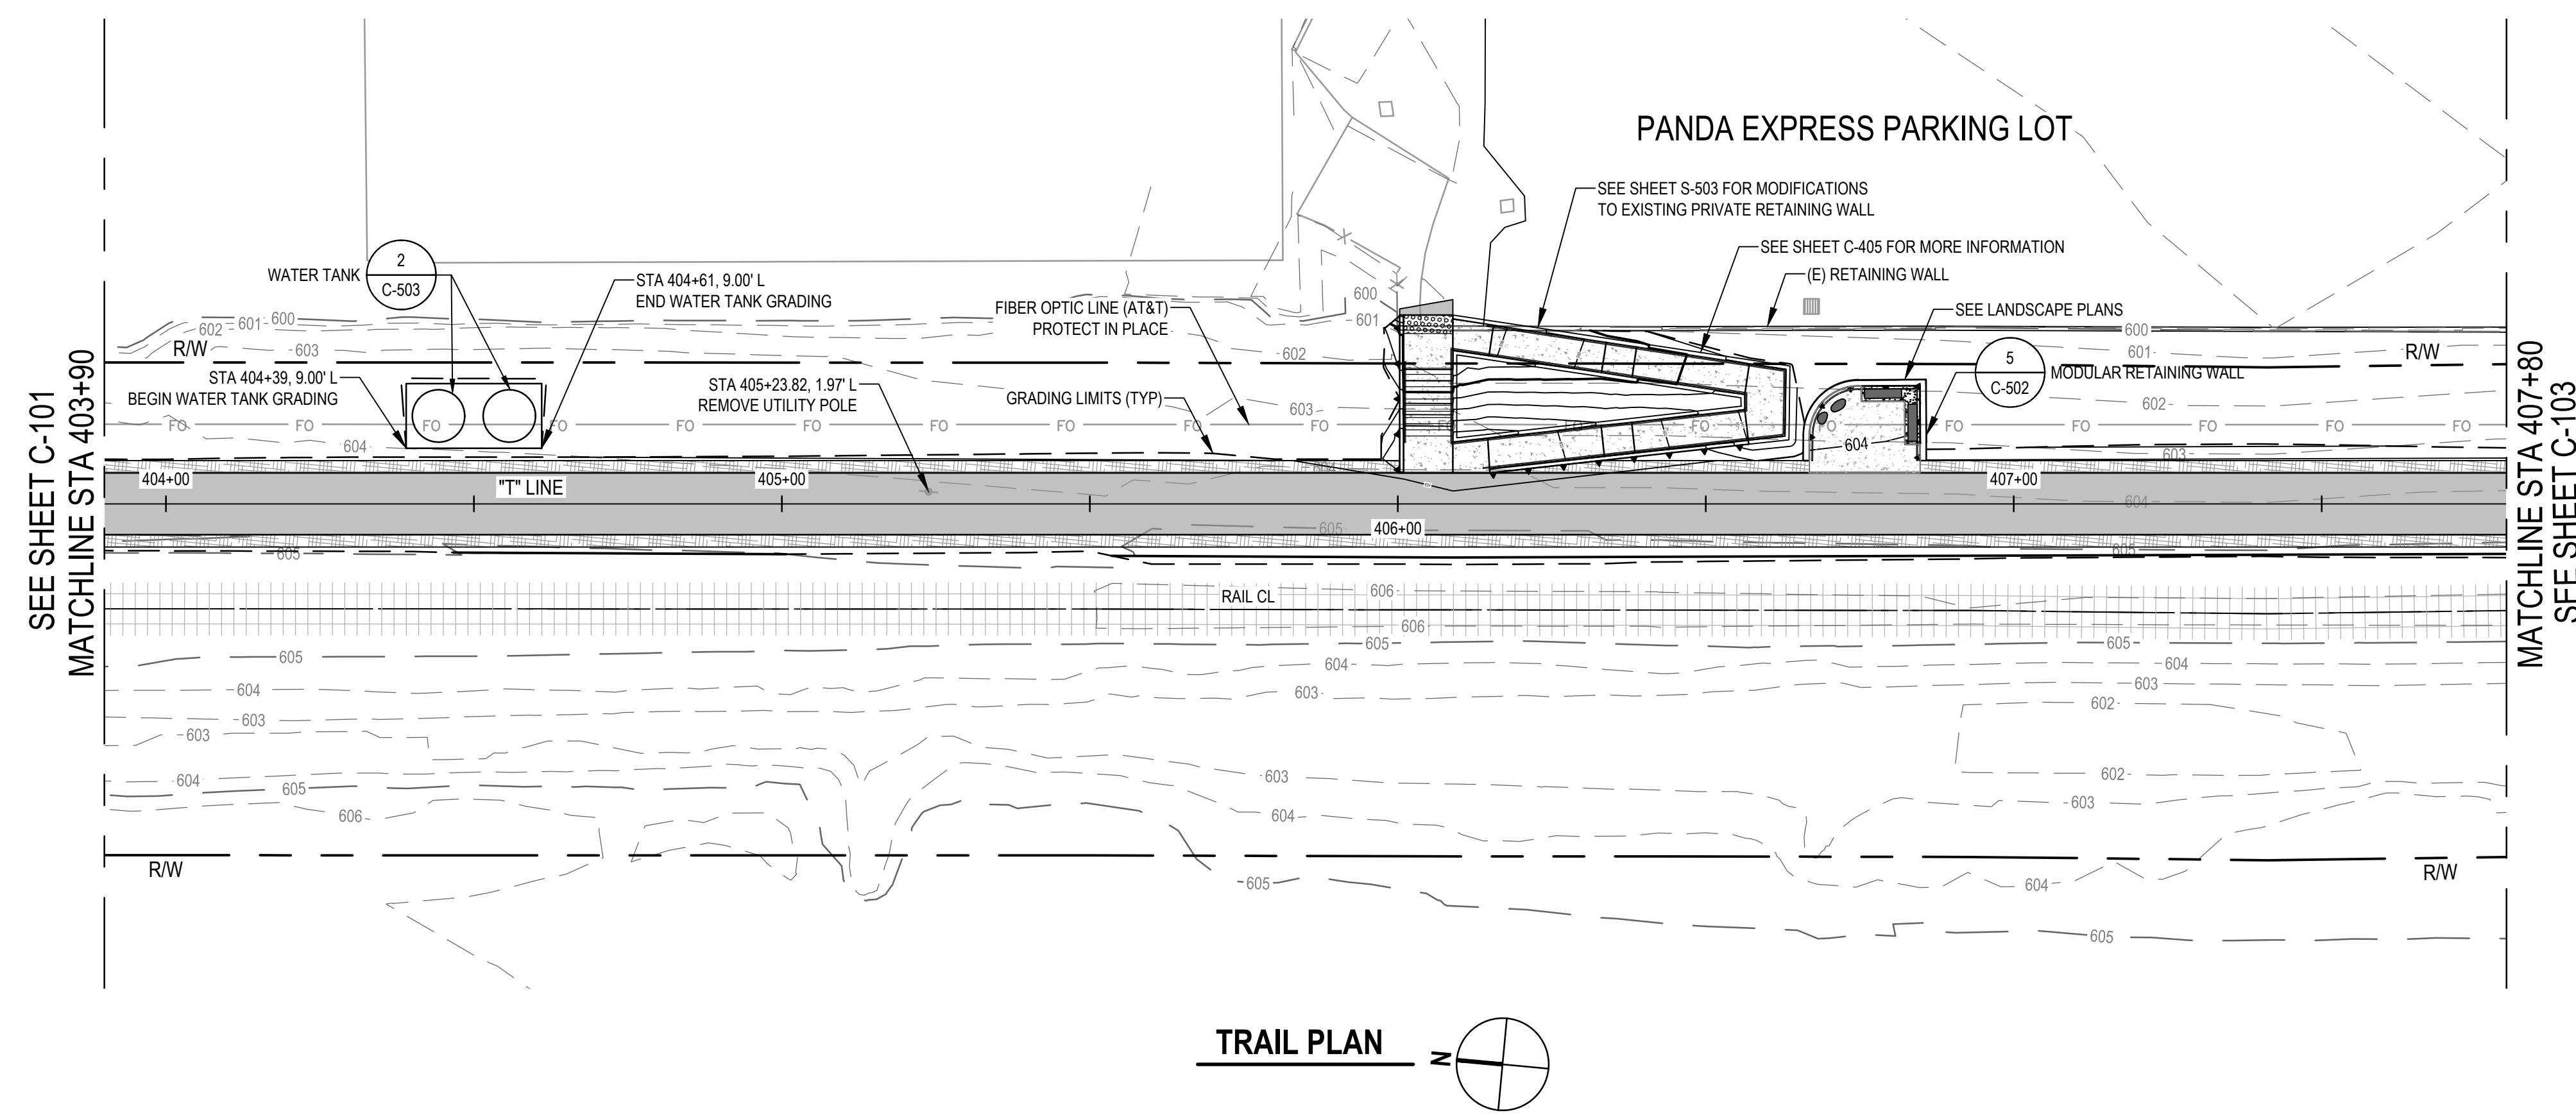 PANDA EXPRESS PARKING LOT
SEE SHEET S-503 FOR MODIFICATIONS
TO EXISTING PRIVATE RETAINING WALL
SEE SHEET C-405 FOR MORE INFORMATION
(E) RETAINING WALL
SEE LANDSCAPE PLANS
5
C-502
MODULAR RETAINING WALL
WATER TANK
2
C-503
STA 404+61, 9.00' L
END WATER TANK GRADING
FIBER OPTIC LINE (AT&T)
PROTECT IN PLACE
600
601
602
603
R/W
600
601
602
603
600
601
602
603
604
R/W
STA 404+39, 9.00' L
BEGIN WATER TANK GRADING
STA 405+23.82, 1.97' L
REMOVE UTILITY POLE
GRADING LIMITS (TYP)
FO FO FO FO FO FO FO FO FO FO FO FO FO FO FO FO FO FO FO
604
SEE SHEET C-101
MATCHLINE STA 403+90
MATCHLINE STA 407+80
SEE SHEET C-103
404+00
"T" LINE
405+00
406+00
407+00
604
605
605
605
RAIL CL
606
606
605
605
605
604
604
604
603
603
603
603
602
602
604
605
606
603
604
603
604
605
605
R/W
R/W
TRAIL PLAN
N